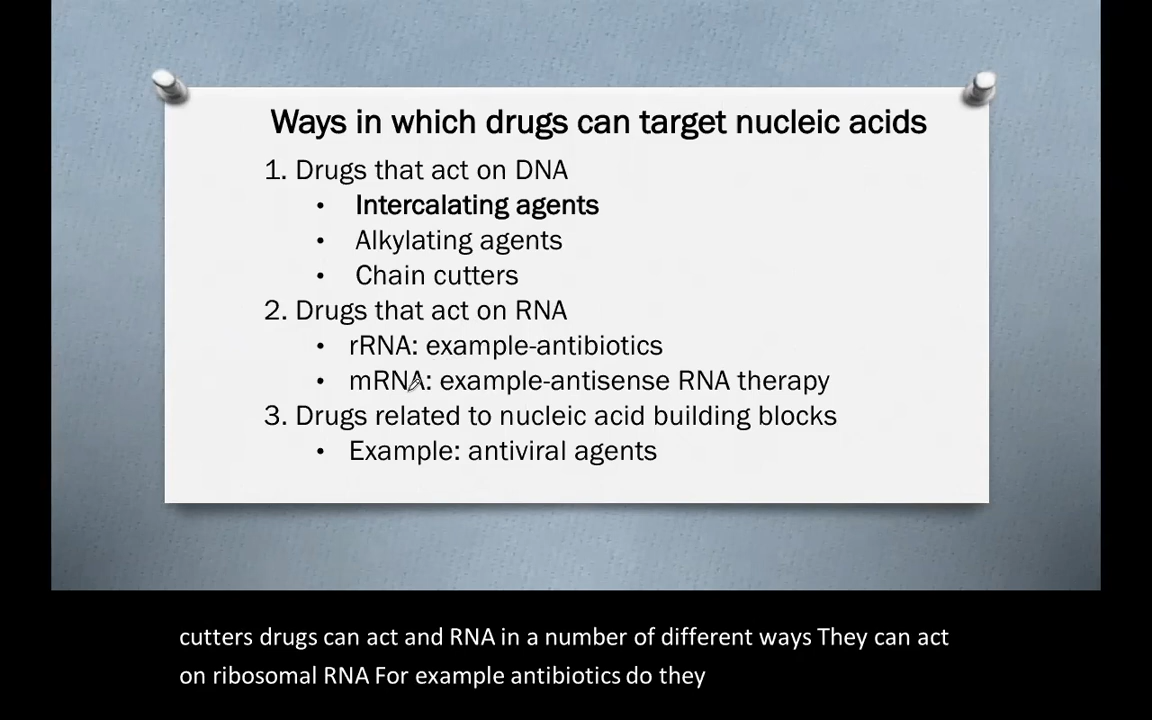 Ways in which drugs can target nucleic acids
1. Drugs that act on DNA
• Intercalating agents
• Alkylating agents
• Chain cutters
2. Drugs that act on RNA
• rRNA: example-antibiotics
• mRNA: example-antisense RNA therapy
3. Drugs related to nucleic acid building blocks
• Example: antiviral agents
cutters drugs can act and RNA in a number of different ways They can act
on ribosomal RNA For example antibiotics do they